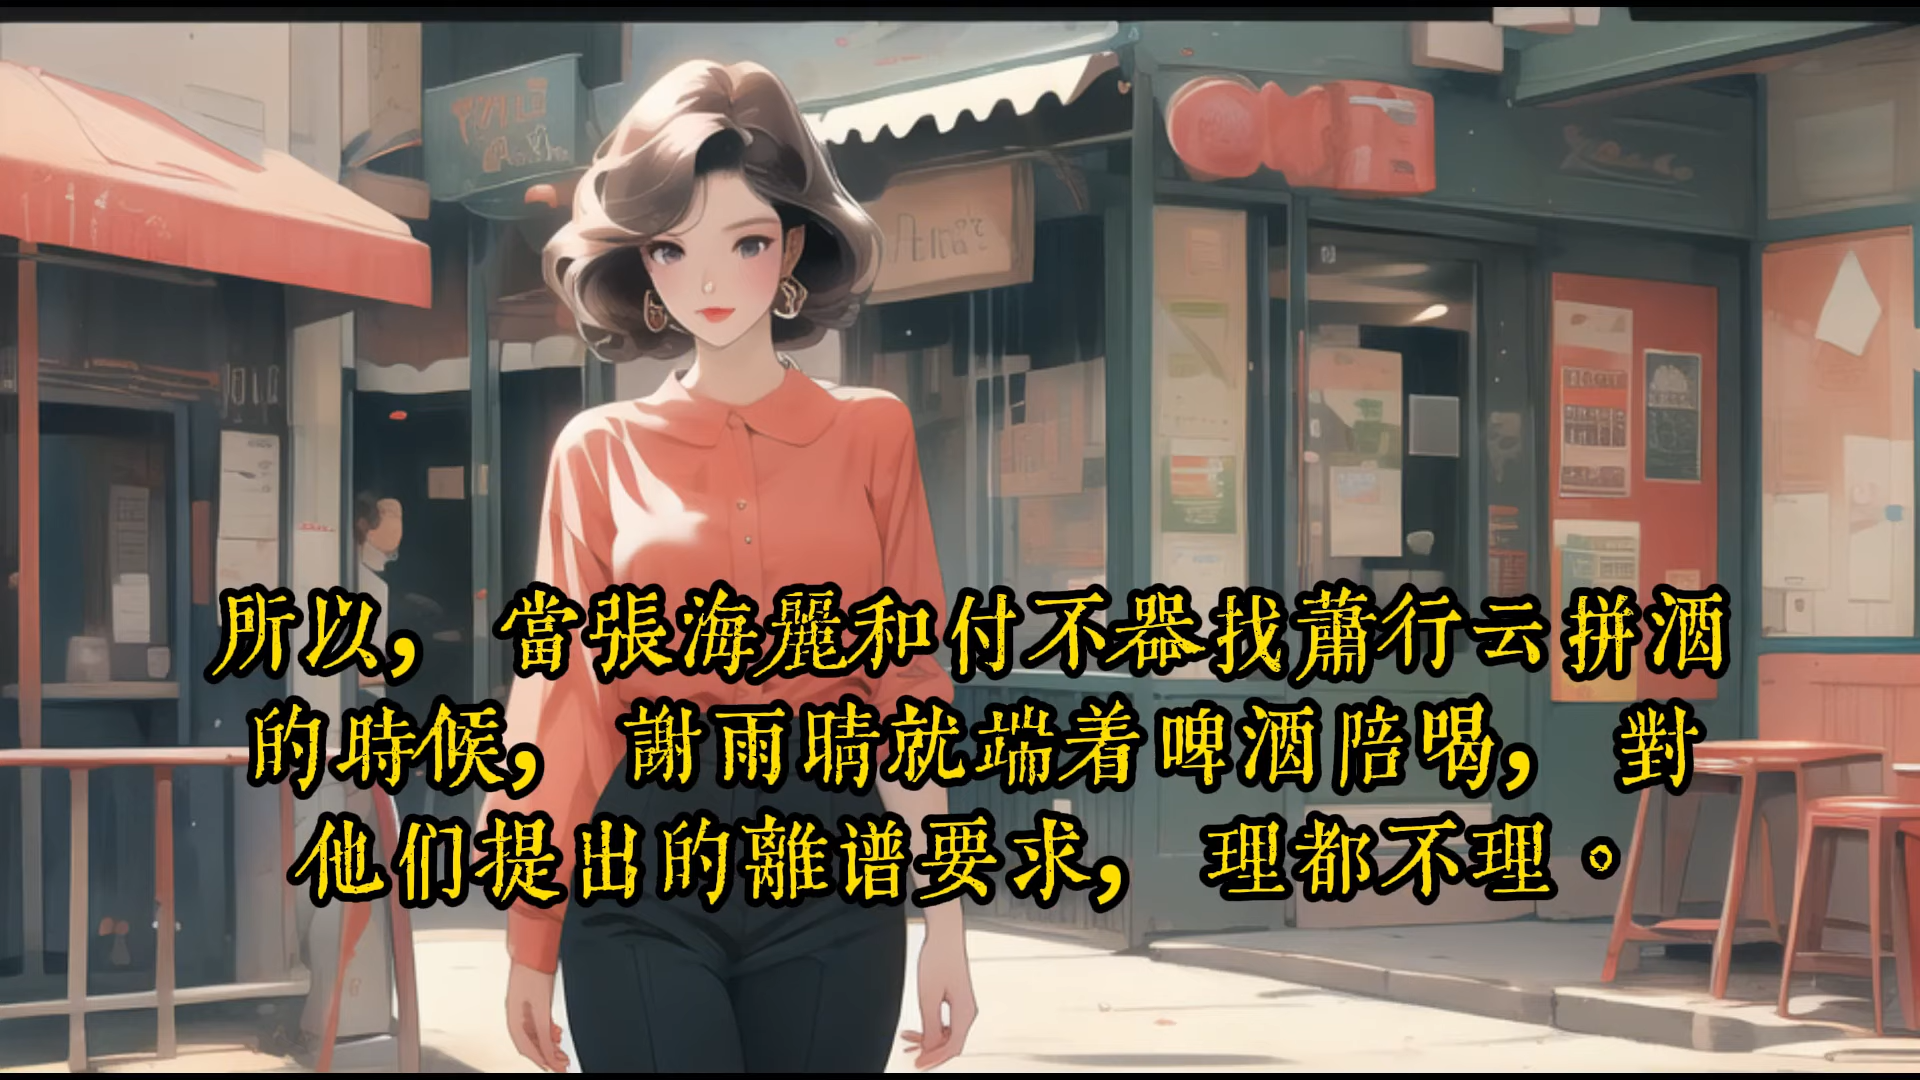 所以，當張海麗和付不器找蕭行云拼酒
的時候，謝雨晴就端着啤酒陪喝，對
他们提出的離谱要求，理都不理。